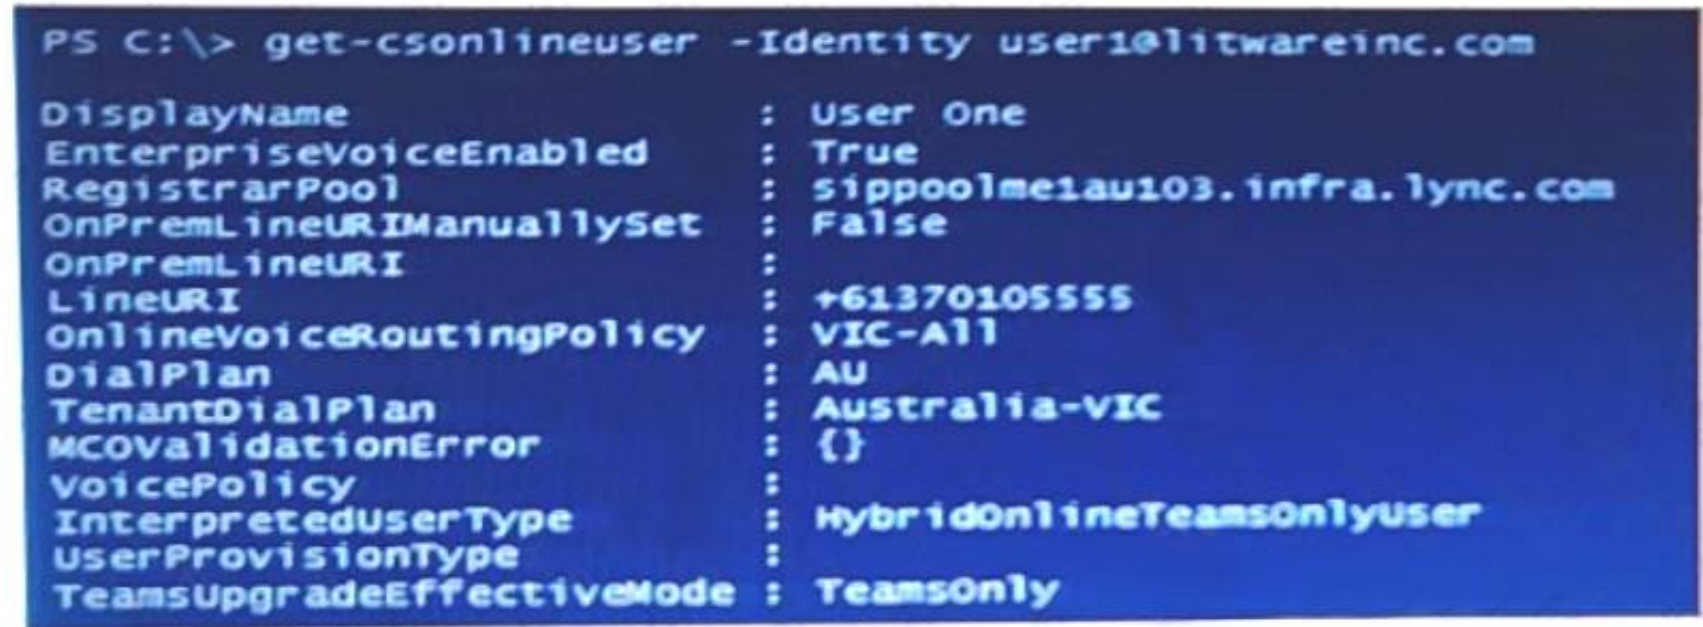 PS C:\> get-csonlineuser -Identity user1@litwareinc.com
DisplayName : User One
EnterpriseVoiceEnabled : True
RegistrarPool : sippoolme1au103.infra.lync.com
OnPremLineURIManuallySet : False
OnPremLineURI :
LineURI : +61370105555
OnlineVoiceRoutingPolicy : VIC-All
DialPlan : AU
TenantDialPlan : Australia-VIC
MCOValidationError : {}
VoicePolicy :
InterpretedUserType : HybridOnlineTeamsOnlyUser
UserProvisionType :
TeamsUpgradeEffectiveMode : TeamsOnly